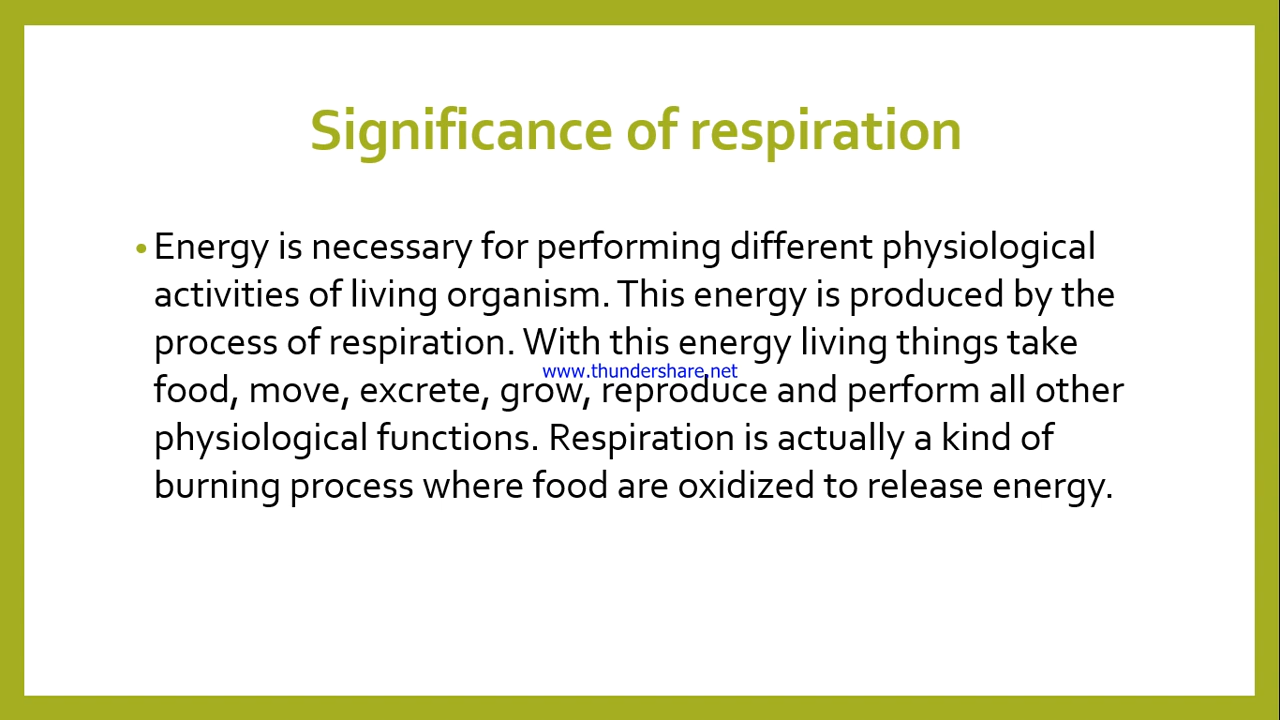 Significance of respiration
• Energy is necessary for performing different physiological
activities of living organism. This energy is produced by the
process of respiration. With this energy living things take
www.thundershare.net
food, move, excrete, grow, reproduce and perform all other
physiological functions. Respiration is actually a kind of
burning process where food are oxidized to release energy.